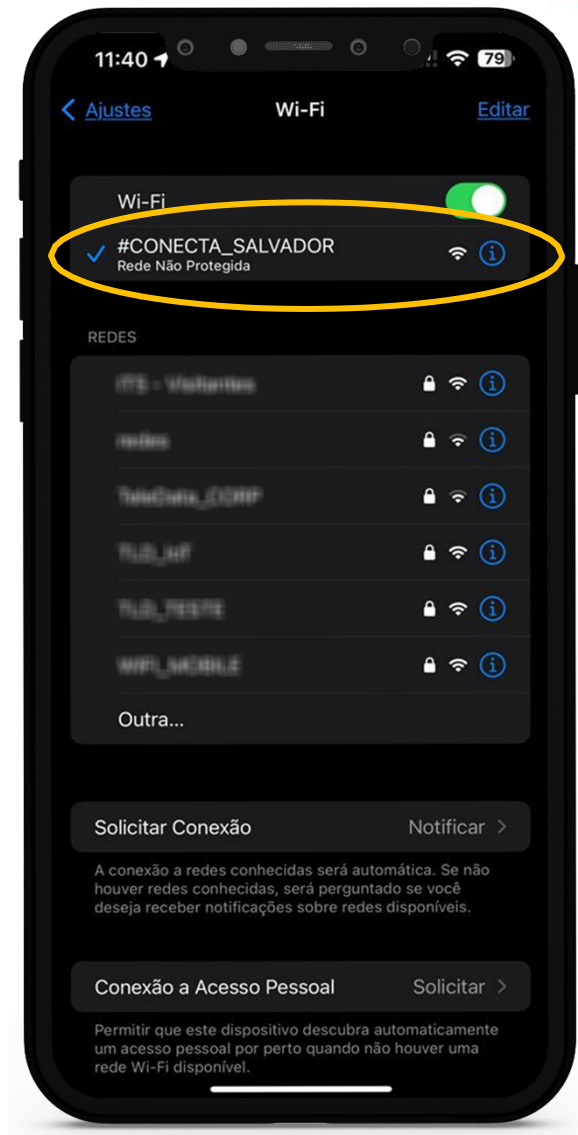 11:40
79
Ajustes
Wi-Fi
Editar
Wi-Fi
#CONECTA_SALVADOR
Rede Não Protegida
REDES
Outra...
Solicitar Conexão
Notificar
A conexão a redes conhecidas será automática. Se não
houver redes conhecidas, será perguntado se você
deseja receber notificações sobre redes disponíveis.
Conexão a Acesso Pessoal
Solicitar
Permitir que este dispositivo descubra automaticamente
um acesso pessoal por perto quando não houver uma
rede Wi-Fi disponível.